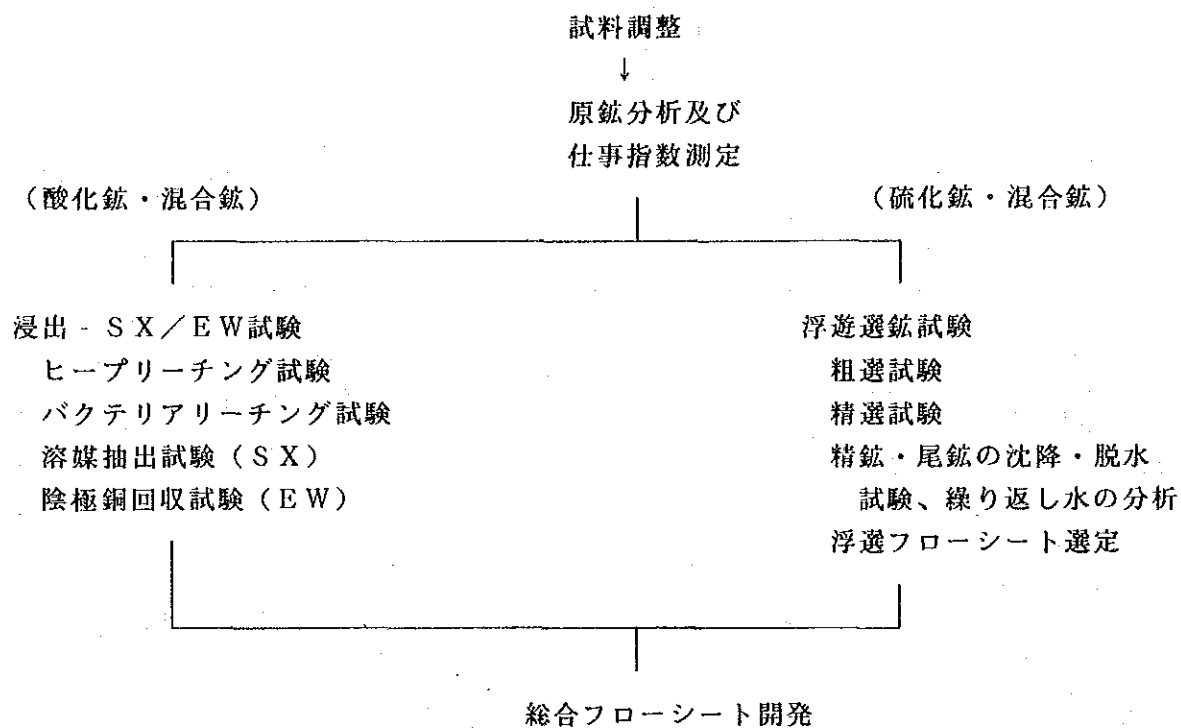 試料調整
↓
原鉱分析及び
仕事指数測定
(酸化鉱・混合鉱)
(硫化鉱・混合鉱)
浸出-SX/EW試験
ヒープリーチング試験
バクテリアリーチング試験
溶媒抽出試験(SX)
陰極銅回収試験(EW)
浮遊選鉱試験
粗選試験
精選試験
精鉱・尾鉱の沈降・脱水
試験、繰り返し水の分析
浮選フローシート選定
総合フローシート開発